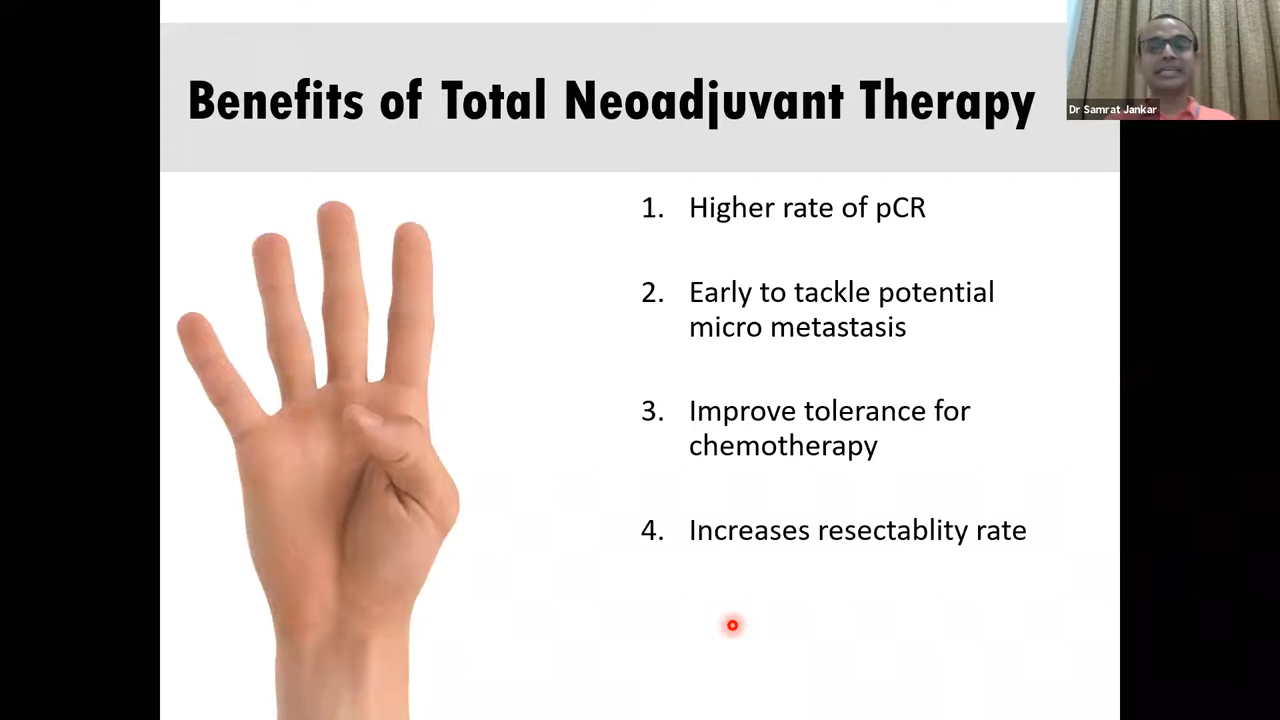 Benefits of Total Neoadjuvant Therapy
Dr Samrat Jankar
1. Higher rate of pCR
2. Early to tackle potential
micro metastasis
3. Improve tolerance for
chemotherapy
4. Increases resectablity rate